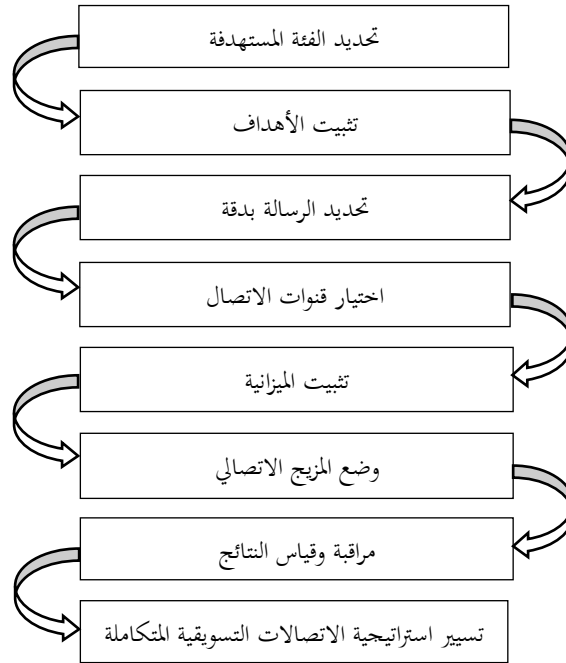 تحديد الفئة المستهدفة
تثبيت الأهداف
تحديد الرسالة بدقة
اختيار قنوات الاتصال
تثبيت الميزانية
وضع المزيج الاتصالي
مراقبة وقياس النتائج
تسيير استراتيجية الاتصالات التسويقية المتكاملة